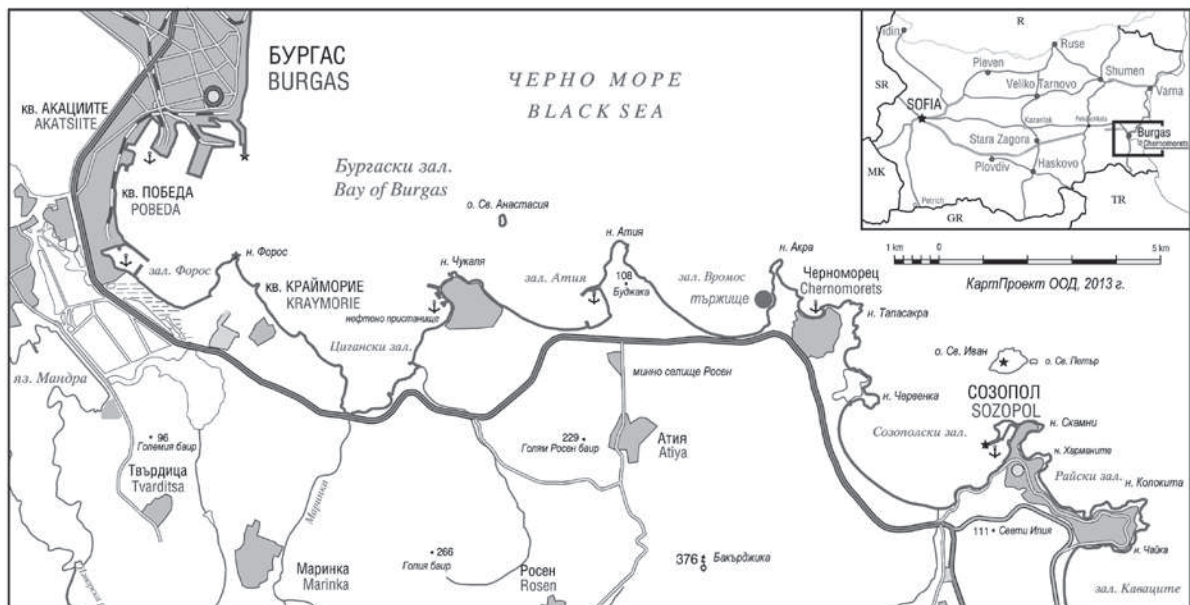 БУРГАС
BURGAS
ЧЕРНО МОРЕ
BLACK SEA
кв. АКАЦИИТЕ
AKATSIITE
кв. ПОБЕДА
POBEDA
Бургаски зал.
Bay of Burgas
о. Св. Анастасия
зал. Форос
н. Форос
кв. КРАЙМОРИЕ
KRAYMORIE
н. Чукаля
нефтено пристанище
Цигански зал.
зал. Атия
н. Атия
108
Буджака
зал. Вромос
ТЪРЖИЩЕ
н. Акра
Черноморец
Chernomorets
н. Тапасакра
о. Св. Иван
о. Св. Петър
н. Червенка
СОЗОПОЛ
SOZOPOL
Созополски зал.
н. Скамни
н. Харманите
Райски зал.
н. Колокита
н. Чайка
зал. Каваците
111 • Свети Илия
яз. Мандра
96
Големия баир
Твърдица
Tvarditsa
Маринка
Маринка
Marinka
266
Голия баир
229
Голям Росен баир
минно селище Росен
Атия
Atiya
Росен
Rosen
376
Бакърджика
R
Vidin
Ruse
Pleven
Shumen
Veliko Tarnovo
Varna
SR
SOFIA
Kazanlak
Burgas
Chernomorets
Stara Zagora
Plovdiv
Haskovo
MK
Petrich
GR
TR
1 km 0 5 km
КартПроект ООД, 2013 г.